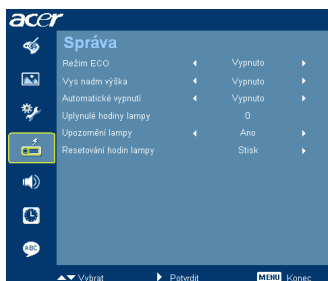 acer
Správa
Režim ECO Vypnuto
Vys nadm výška Vypnuto
Automatické vypnutí Vypnuto
Uplynulé hodiny lampy 0
Upozornění lampy Ano
Resetování hodin lampy Stisk
ABC
Vybrat Potvrdit MENU Konec